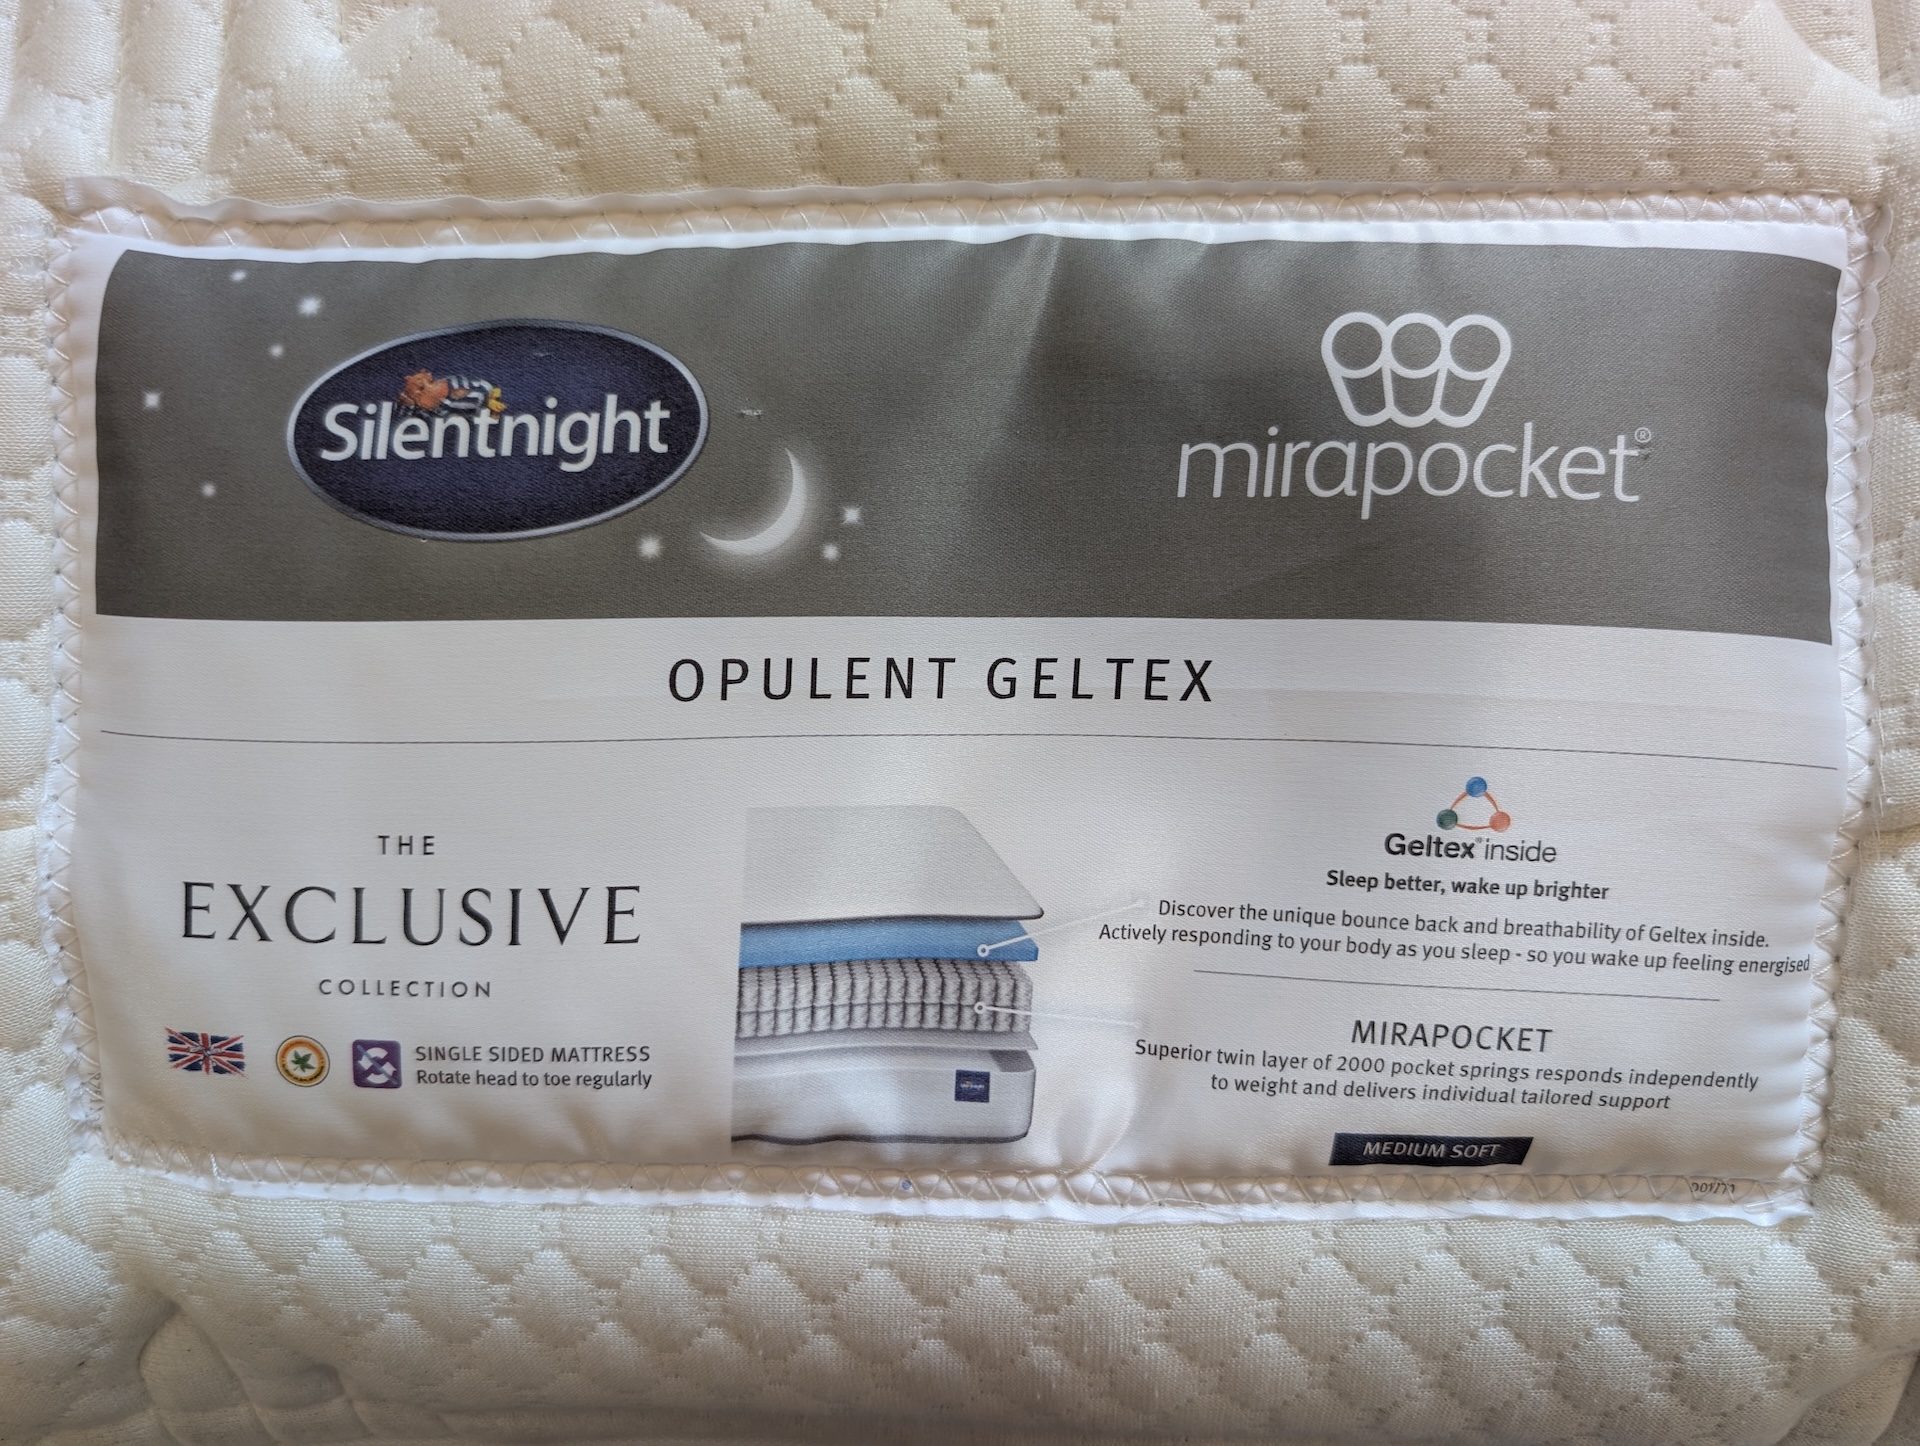 Silentnight
mirapocket®
OPULENT GELTEX
THE
EXCLUSIVE
COLLECTION
SINGLE SIDED MATTRESS
Rotate head to toe regularly
Geltex® inside
Sleep better, wake up brighter
Discover the unique bounce back and breathability of Geltex inside.
Actively responding to your body as you sleep - so you wake up feeling energised
MIRAPOCKET
Superior twin layer of 2000 pocket springs responds independently
to weight and delivers individual tailored support
MEDIUM SOFT